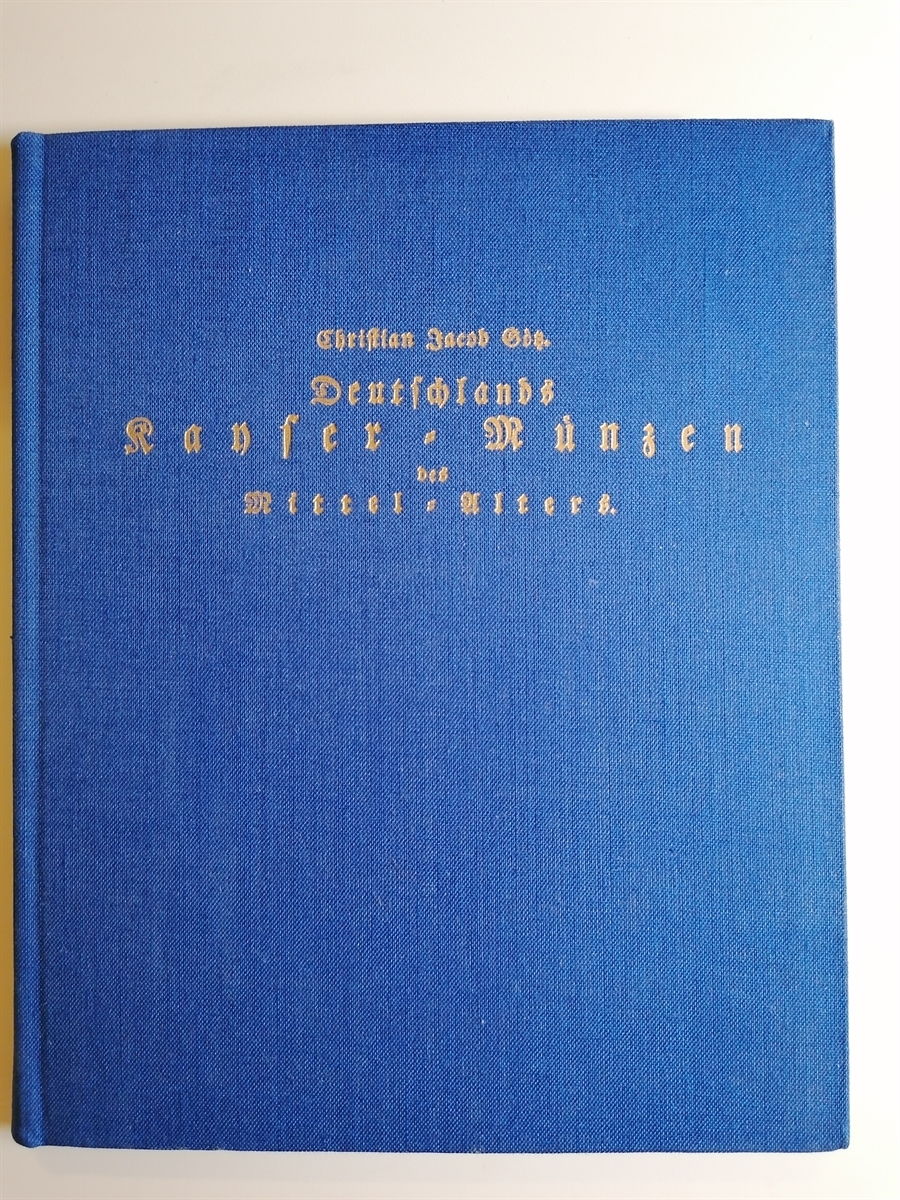 Christian Jacob Götz.
Deutschlands
Kayser-Münzen
des
Mittel-Alters.